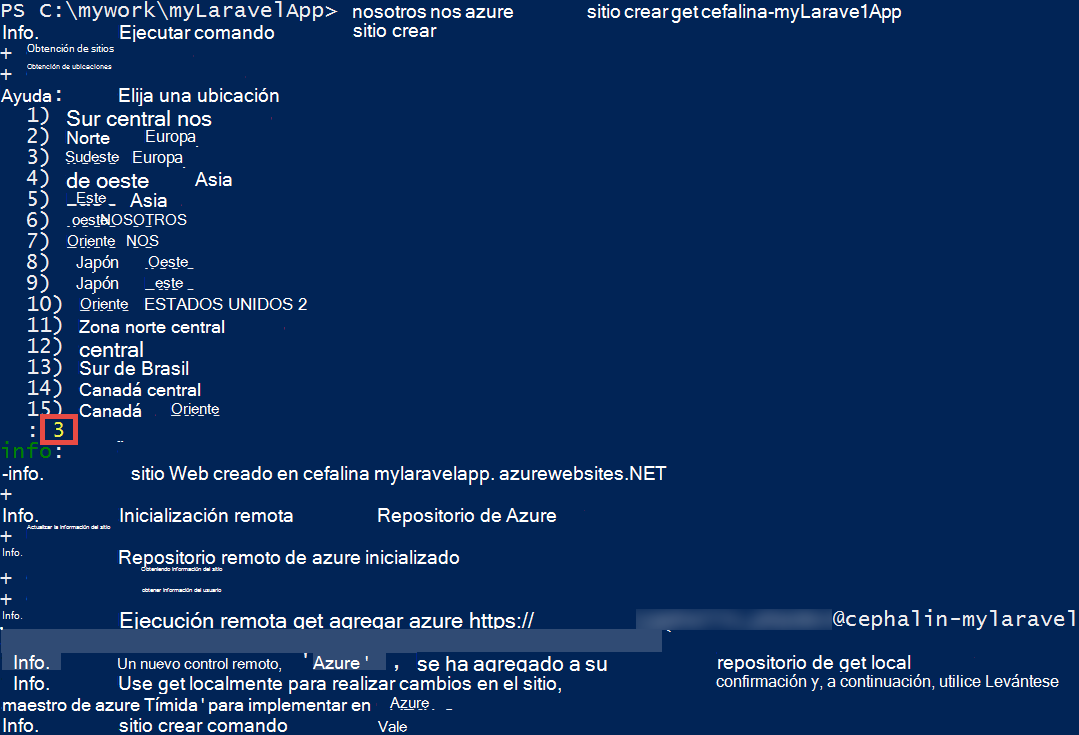 PS C:\mywork\myLaravelApp> nosotros nos azure sitio crear get cefalina-myLarave1App
sitio crear
Info. Ejecutar comando
+ Obtención de sitios
+ Obtención de ubicaciones
Ayuda: Elija una ubicación
1) Sur central nos
2) Norte Europa
3) Sudeste Europa
4) de oeste Asia
5) Este Asia
6) oeste NOSOTROS
7) Oriente NOS
8) Japón Oeste
9) Japón este
10) Oriente ESTADOS UNIDOS 2
11) Zona norte central
12) central
13) Sur de Brasil
14) Canadá central
15) Canadá Oriente
: 3
info:
-info. sitio Web creado en cefalina mylaravelapp. azurewebsites.NET
+
Info. Inicialización remota Repositorio de Azure
+ Actualizar la información del sitio
Info. Repositorio remoto de azure inicializado
+ Obteniendo información del sitio
+ obtener información del usuario
Info. Ejecución remota get agregar azure https:// @cephalin-mylaravel
Info. Un nuevo control remoto, 'Azure ' , se ha agregado a su repositorio de get local
Info. Use get localmente para realizar cambios en el sitio, confirmación y, a continuación, utilice Levántese
maestro de azure Tímida ' para implementar en Azure
Info. sitio crear comando Vale